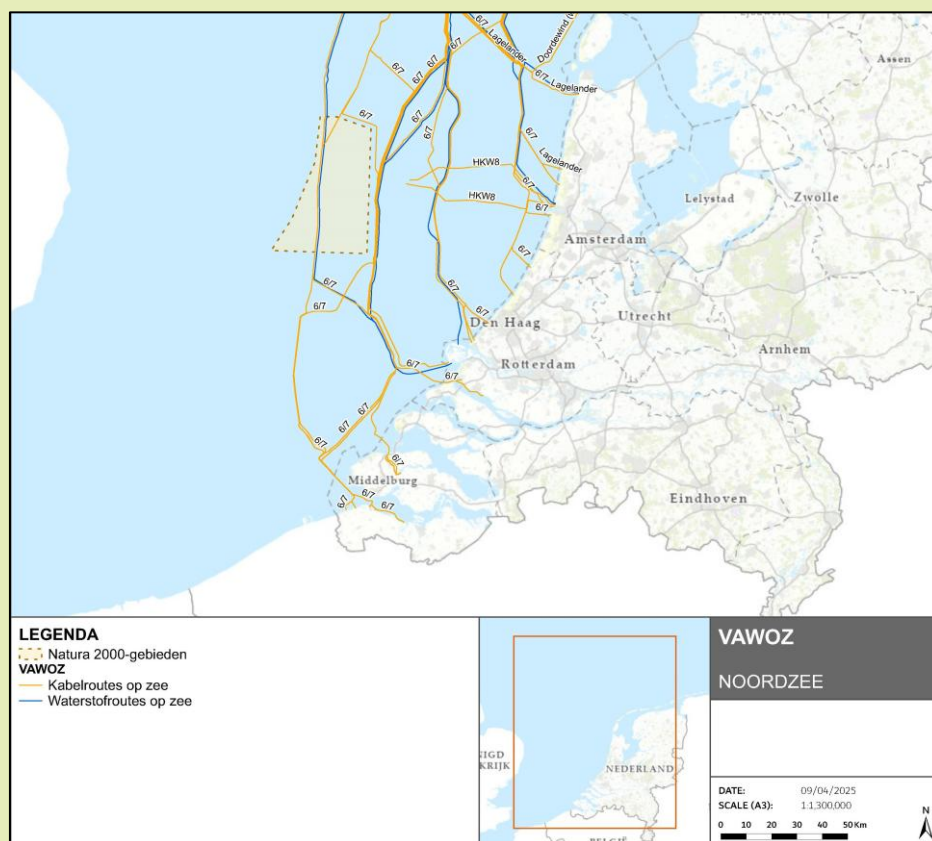 6/7
Lagelander
Doordewind
Assen
6/7
6/7
6/7
6/7
6/7
Lagelander
6/7
6/7
6/7
6/7
Lagelander
HKW8
6/7
HKW8
6/7
Lelystad
Zwolle
Amsterdam
6/7
6/7
6/7
6/7
Den Haag
Utrecht
Arnhem
6/7
Rotterdam
6/7
6/7
6/7
6/7
6/7
Middelburg
6/7
6/7
6/7
Eindhoven
LEGENDA
Natura 2000-gebieden
VAWOZ
Kabelroutes op zee
Waterstofroutes op zee
NIGD
KRIJK
NEDERLAND
BELGIË
VAWOZ
NOORDZEE
DATE: 09/04/2025
SCALE (A3): 1:1,300,000
0 10 20 30 40 50 Km
N